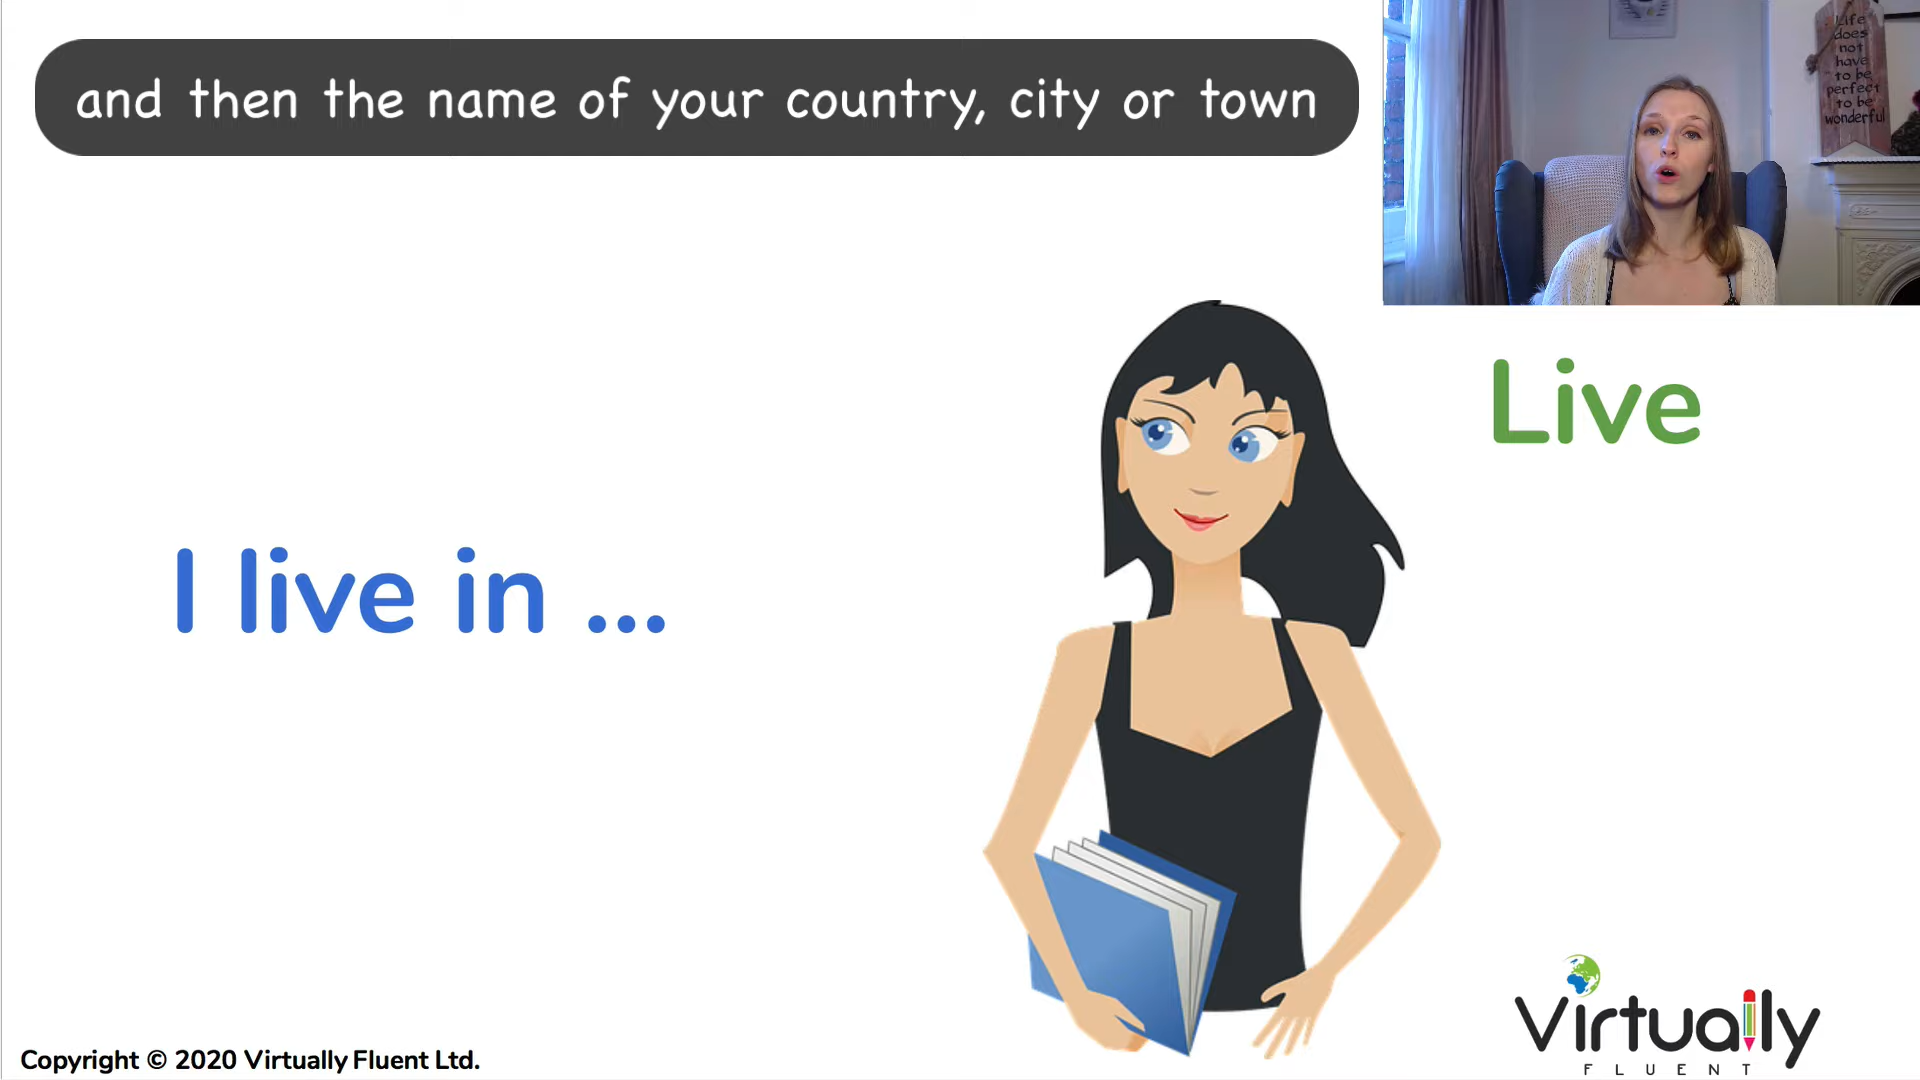 and then the name of your country, city or town
Life
does
not
have
to be
perfect
to be
wonderful
Live
I live in ...
Virtually
FLUENT
Copyright © 2020 Virtually Fluent Ltd.